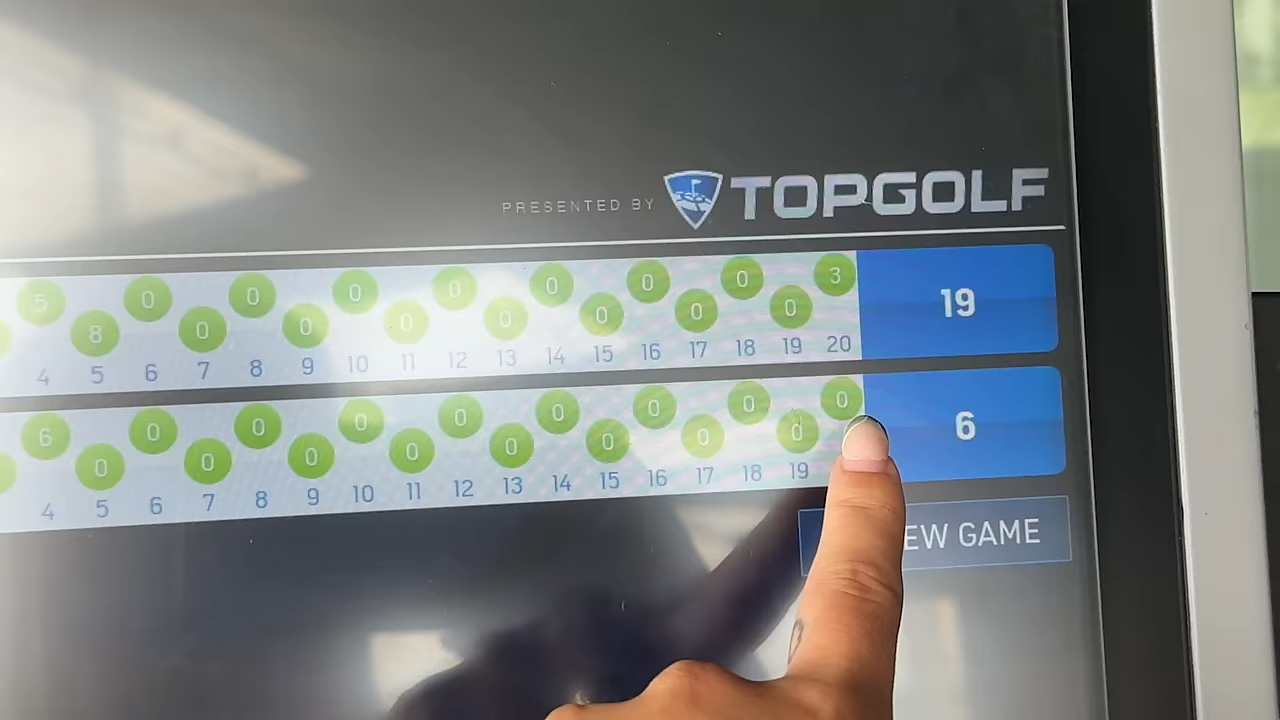 PRESENTED BY TOPGOLF
5 8 0 0 0 0 0 0 0 0 0 0 0 0 0 0 3
4 5 6 7 8 9 10 11 12 13 14 15 16 17 18 19 20
19
6 0 0 0 0 0 0 0 0 0 0 0 0 0 0 0 0
4 5 6 7 8 9 10 11 12 13 14 15 16 17 18 19
6
EW GAME